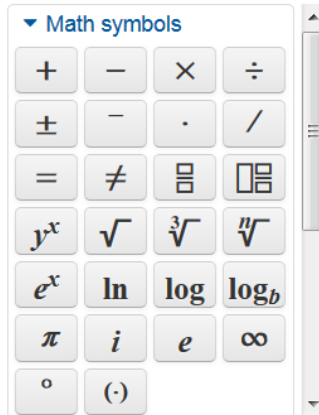 Math symbols
+ − × ÷
± ‾ · /
= ≠ □/□ □□/□
yˣ √ ∛ ⁿ√
eˣ ln log log_b
π i e ∞
° (·)